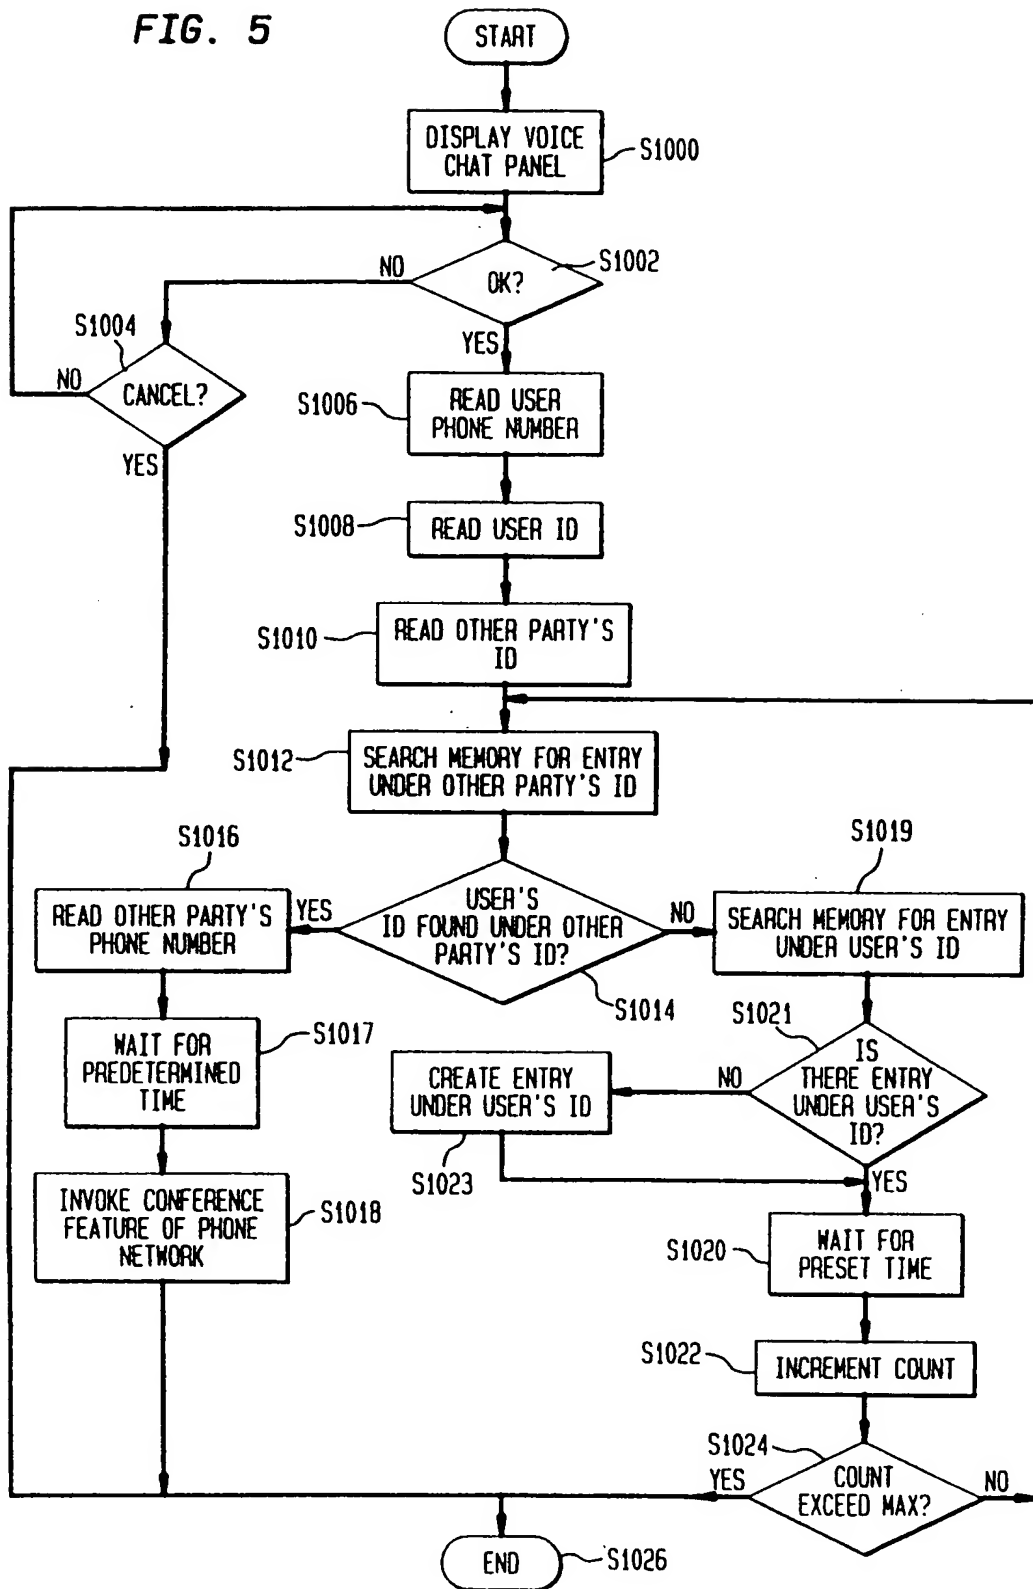 FIG. 5
START
DISPLAY VOICE
CHAT PANEL
S1000
OK?
S1002
NO
YES
S1004
CANCEL?
NO
YES
S1006
READ USER
PHONE NUMBER
S1008
READ USER ID
S1010
READ OTHER PARTY'S
ID
S1012
SEARCH MEMORY FOR ENTRY
UNDER OTHER PARTY'S ID
S1016
READ OTHER PARTY'S
PHONE NUMBER
YES
USER'S
ID FOUND UNDER OTHER
PARTY'S ID?
NO
S1014
S1019
SEARCH MEMORY FOR ENTRY
UNDER USER'S ID
WAIT FOR
PREDETERMINED
TIME
S1017
S1021
IS
THERE ENTRY
UNDER USER'S
ID?
NO
YES
CREATE ENTRY
UNDER USER'S ID
S1023
INVOKE CONFERENCE
FEATURE OF PHONE
NETWORK
S1018
S1020
WAIT FOR
PRESET TIME
S1022
INCREMENT COUNT
S1024
COUNT
EXCEED MAX?
YES
NO
END
S1026